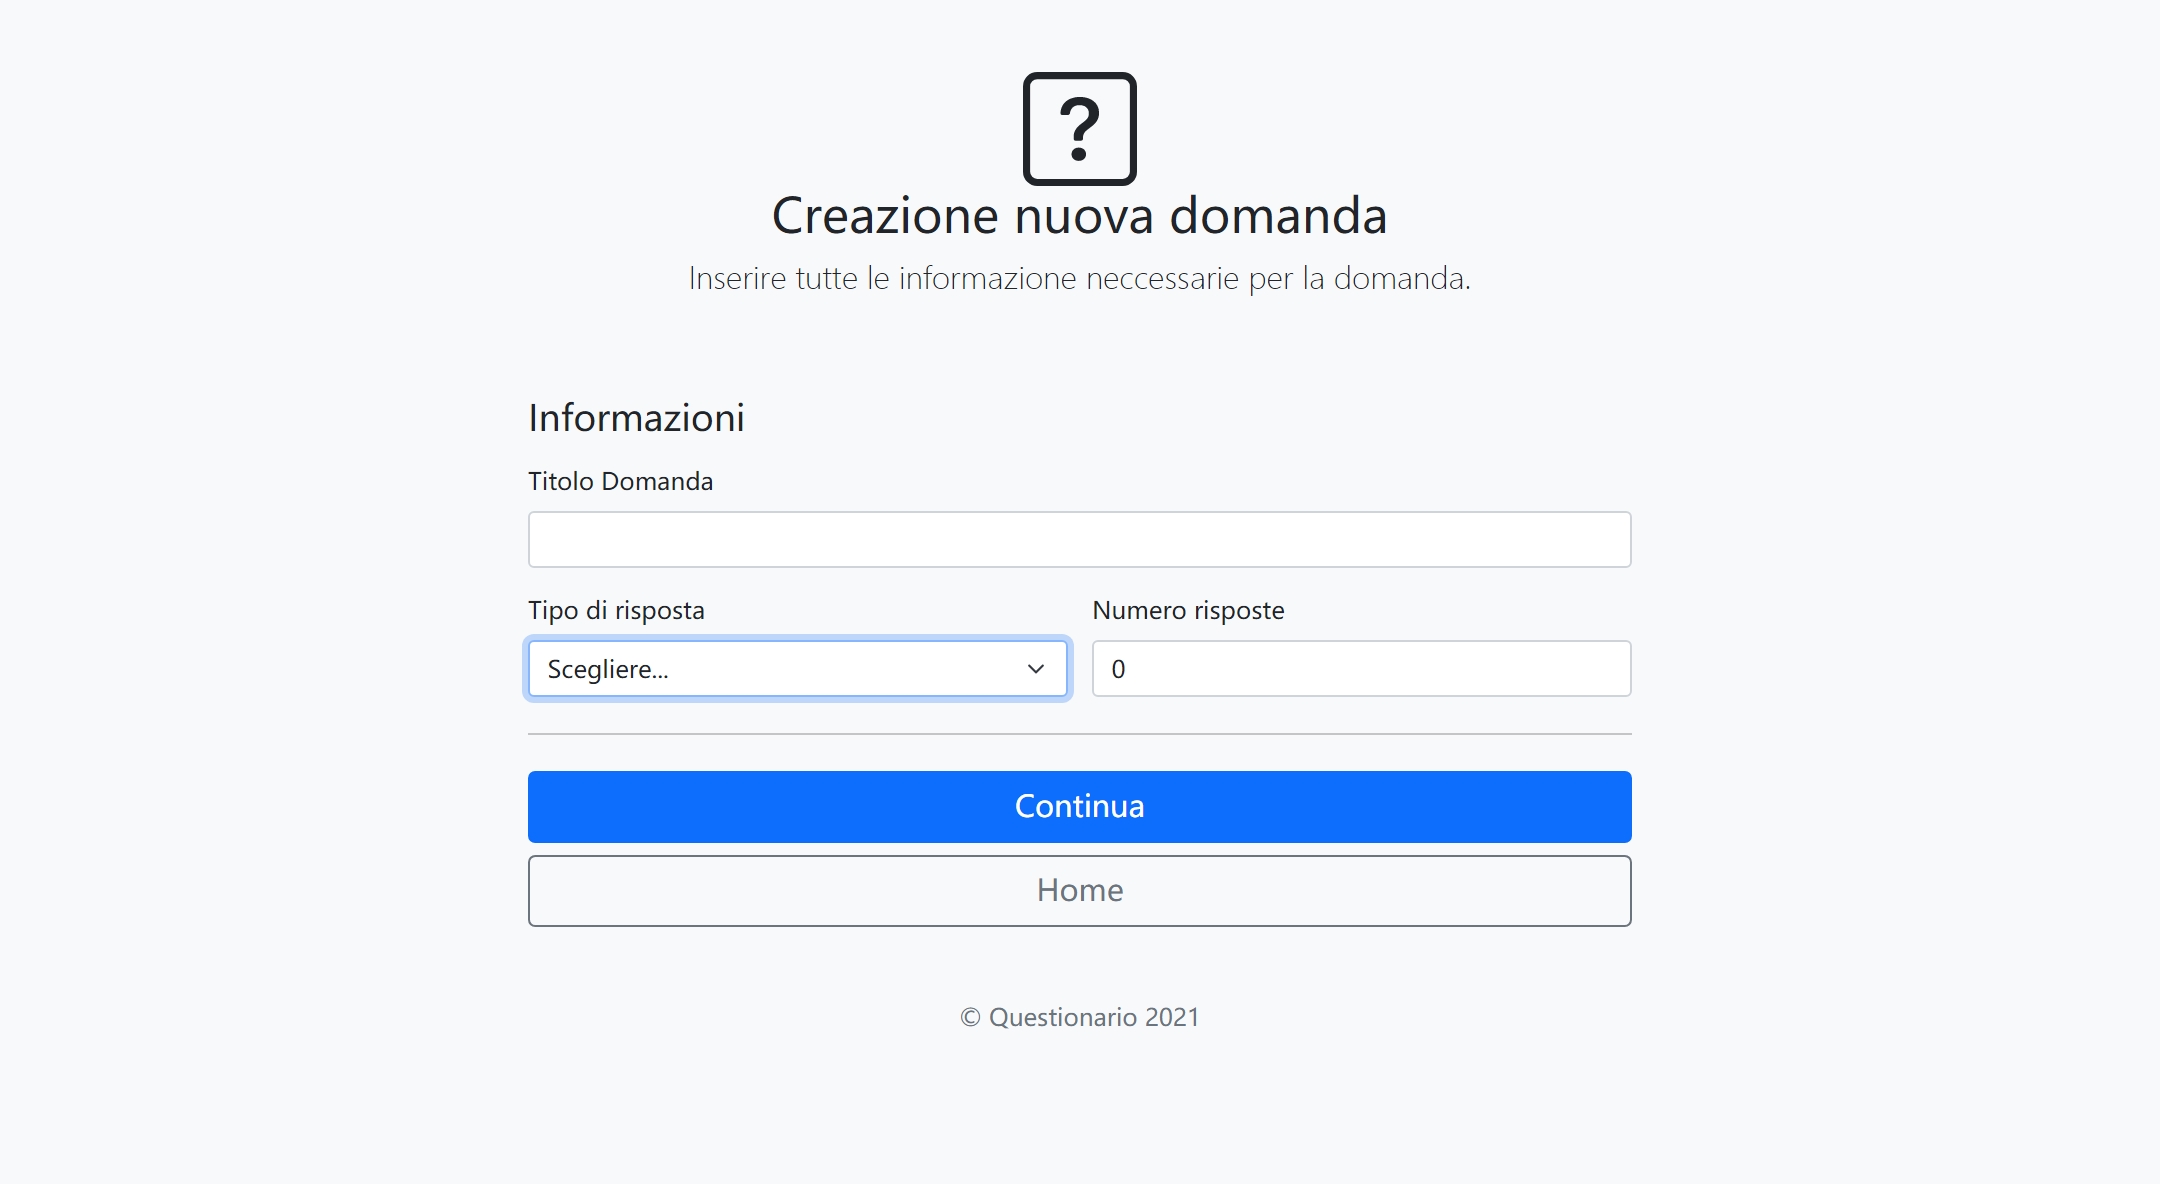 ?
Creazione nuova domanda
Inserire tutte le informazione neccessarie per la domanda.
Informazioni
Titolo Domanda
Tipo di risposta
Numero risposte
Scegliere...
0
Continua
Home
© Questionario 2021